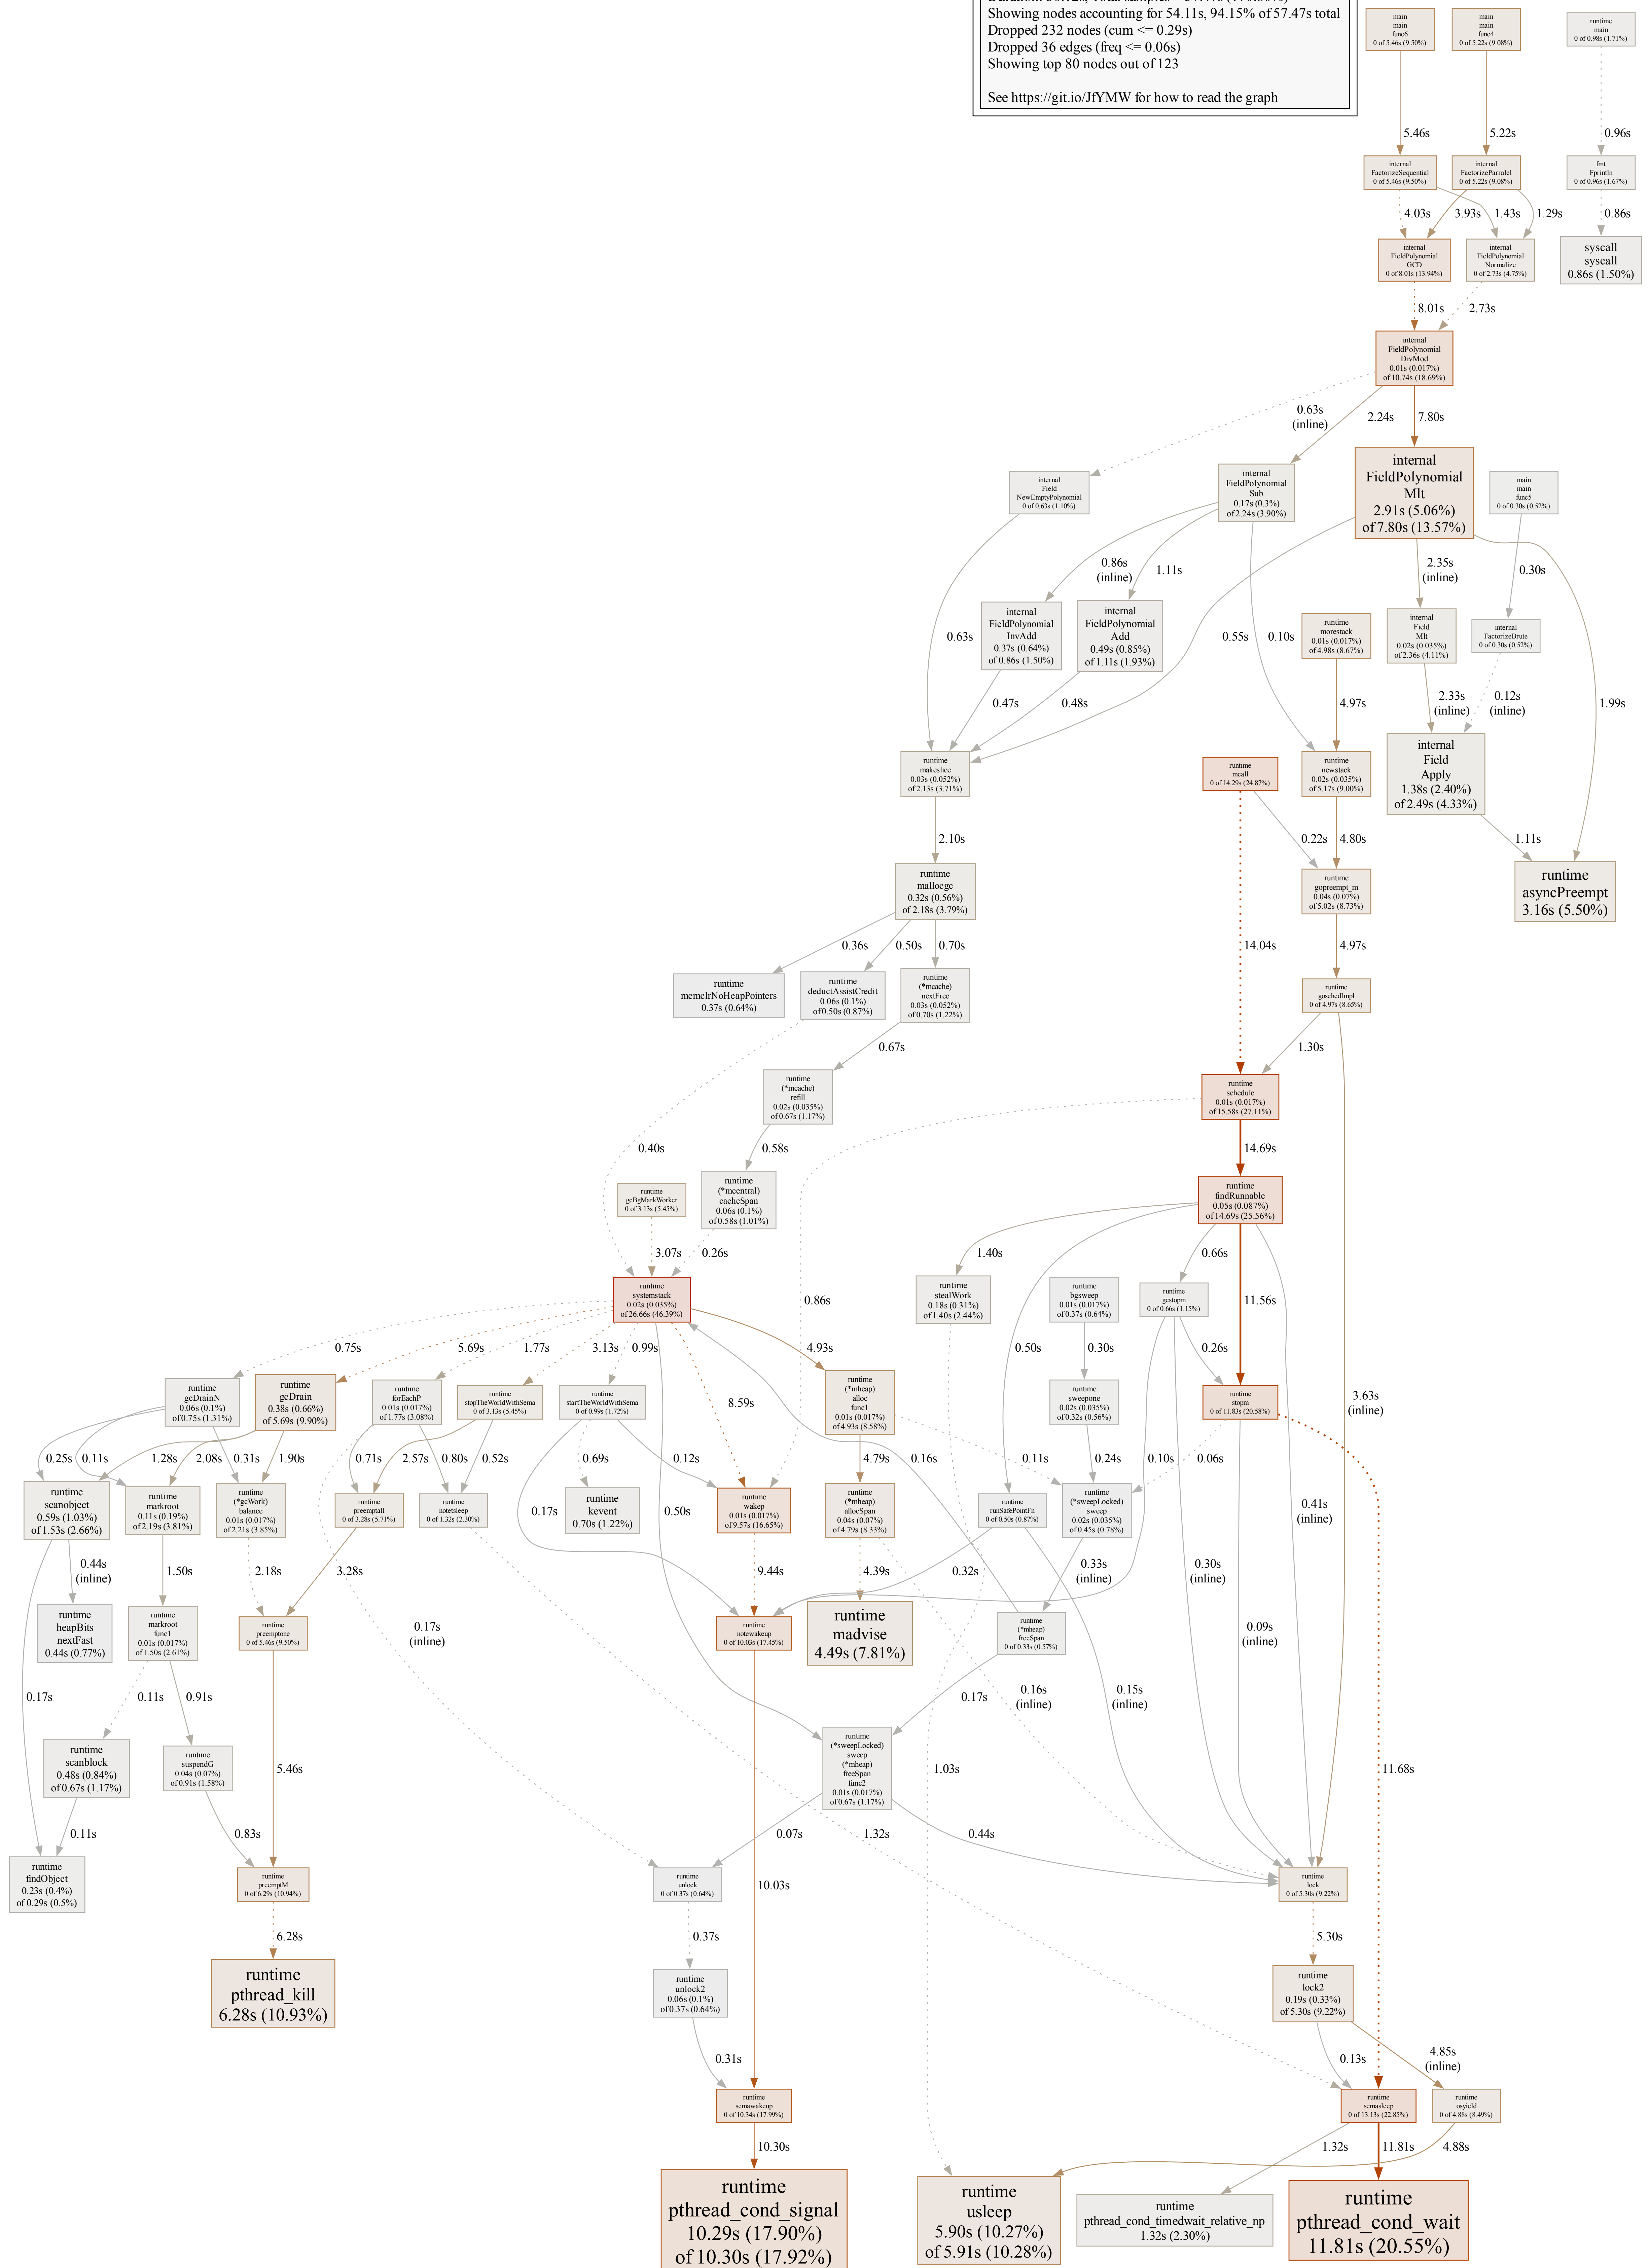 Showing nodes accounting for 54.11s, 94.15% of 57.47s total
Dropped 232 nodes (cum <= 0.29s)
Dropped 36 edges (freq <= 0.06s)
Showing top 80 nodes out of 123
See https://git.io/JfYMW for how to read the graph
main
main
func6
0 of 5.46s (9.50%)
main
main
func4
0 of 5.22s (9.08%)
runtime
main
0 of 0.98s (1.71%)
5.46s
5.22s
0.96s
internal
FactorizeSequential
0 of 5.46s (9.50%)
internal
FactorizeParralel
0 of 5.22s (9.08%)
fmt
Fprintln
0 of 0.96s (1.67%)
4.03s
3.93s
1.43s
1.29s
0.86s
internal
FieldPolynomial
GCD
0 of 8.01s (13.94%)
internal
FieldPolynomial
Normalize
0 of 2.73s (4.75%)
syscall
syscall
0.86s (1.50%)
8.01s
2.73s
internal
FieldPolynomial
DivMod
0.01s (0.017%)
of 10.74s (18.69%)
0.63s
(inline)
2.24s
7.80s
internal
Field
NewEmptyPolynomial
0 of 0.63s (1.10%)
internal
FieldPolynomial
Sub
0.17s (0.3%)
of 2.24s (3.90%)
internal
FieldPolynomial
Mlt
2.91s (5.06%)
of 7.80s (13.57%)
main
main
func5
0 of 0.30s (0.52%)
0.86s
(inline)
1.11s
2.35s
(inline)
0.30s
internal
FieldPolynomial
InvAdd
0.37s (0.64%)
of 0.86s (1.50%)
internal
FieldPolynomial
Add
0.49s (0.85%)
of 1.11s (1.93%)
runtime
morestack
0.01s (0.017%)
of 4.98s (8.67%)
internal
Field
Mlt
0.02s (0.035%)
of 2.36s (4.11%)
internal
FactorizeBrute
0 of 0.30s (0.52%)
0.63s
0.55s
0.10s
0.47s
0.48s
4.97s
2.33s
(inline)
0.12s
(inline)
1.99s
runtime
makeslice
0.03s (0.052%)
of 2.13s (3.71%)
runtime
mcall
0 of 14.29s (24.87%)
runtime
newstack
0.02s (0.035%)
of 5.17s (9.00%)
internal
Field
Apply
1.38s (2.40%)
of 2.49s (4.33%)
2.10s
0.22s
4.80s
1.11s
runtime
mallocgc
0.32s (0.56%)
of 2.18s (3.79%)
runtime
gopreempt_m
0.04s (0.07%)
of 5.02s (8.73%)
runtime
asyncPreempt
3.16s (5.50%)
0.36s
0.50s
0.70s
14.04s
4.97s
runtime
memclrNoHeapPointers
0.37s (0.64%)
runtime
deductAssistCredit
0.06s (0.1%)
of 0.50s (0.87%)
runtime
(*mcache)
nextFree
0.03s (0.052%)
of 0.70s (1.22%)
runtime
goschedImpl
0 of 4.97s (8.65%)
0.67s
1.30s
runtime
(*mcache)
refill
0.02s (0.035%)
of 0.67s (1.17%)
runtime
schedule
0.01s (0.017%)
of 15.58s (27.11%)
0.40s
0.58s
14.69s
runtime
gcBgMarkWorker
0 of 3.13s (5.45%)
runtime
(*mcentral)
cacheSpan
0.06s (0.1%)
of 0.58s (1.01%)
runtime
findRunnable
0.05s (0.087%)
of 14.69s (25.56%)
3.07s
0.26s
1.40s
0.66s
runtime
systemstack
0.02s (0.035%)
of 26.66s (46.39%)
0.86s
runtime
stealWork
0.18s (0.31%)
of 1.40s (2.44%)
runtime
bgsweep
0.01s (0.017%)
of 0.37s (0.64%)
runtime
gcstopm
0 of 0.66s (1.15%)
11.56s
0.75s
5.69s
1.77s
3.13s
0.99s
4.93s
0.50s
0.30s
0.26s
runtime
gcDrainN
0.06s (0.1%)
of 0.75s (1.31%)
runtime
gcDrain
0.38s (0.66%)
of 5.69s (9.90%)
runtime
forEachP
0.01s (0.017%)
of 1.77s (3.08%)
runtime
stopTheWorldWithSema
0 of 3.13s (5.45%)
runtime
startTheWorldWithSema
0 of 0.99s (1.72%)
8.59s
runtime
(*mheap)
alloc
func1
0.01s (0.017%)
of 4.93s (8.58%)
runtime
sweepone
0.02s (0.035%)
of 0.32s (0.56%)
runtime
stopm
0 of 11.83s (20.58%)
3.63s
(inline)
0.25s
0.11s
1.28s
2.08s
0.31s
1.90s
0.71s
2.57s
0.80s
0.52s
0.69s
0.12s
4.79s
0.16s
0.11s
0.24s
0.10s
0.06s
runtime
scanobject
0.59s (1.03%)
of 1.53s (2.66%)
runtime
markroot
0.11s (0.19%)
of 2.19s (3.81%)
runtime
(*gcWork)
balance
0.01s (0.017%)
of 2.21s (3.85%)
runtime
preemptall
0 of 3.28s (5.71%)
runtime
notetsleep
0 of 1.32s (2.30%)
0.17s
runtime
kevent
0.70s (1.22%)
0.50s
runtime
wakep
0.01s (0.017%)
of 9.57s (16.65%)
runtime
(*mheap)
allocSpan
0.04s (0.07%)
of 4.79s (8.33%)
runtime
runSafePointFn
0 of 0.50s (0.87%)
runtime
(*sweepLocked)
sweep
0.02s (0.035%)
of 0.45s (0.78%)
0.41s
(inline)
0.44s
(inline)
1.50s
2.18s
3.28s
9.44s
4.39s
0.32s
0.33s
(inline)
0.30s
(inline)
runtime
heapBits
nextFast
0.44s (0.77%)
runtime
markroot
func1
0.01s (0.017%)
of 1.50s (2.61%)
runtime
preemptone
0 of 5.46s (9.50%)
0.17s
(inline)
runtime
notewakeup
0 of 10.03s (17.45%)
runtime
madvise
4.49s (7.81%)
runtime
(*mheap)
freeSpan
0 of 0.33s (0.57%)
0.09s
(inline)
0.17s
0.11s
0.91s
0.17s
0.16s
(inline)
0.15s
(inline)
runtime
scanblock
0.48s (0.84%)
of 0.67s (1.17%)
runtime
suspendG
0.04s (0.07%)
of 0.91s (1.58%)
5.46s
runtime
(*sweepLocked)
sweep
(*mheap)
freeSpan
func2
0.01s (0.017%)
of 0.67s (1.17%)
1.03s
11.68s
0.11s
0.83s
0.07s
1.32s
0.44s
runtime
findObject
0.23s (0.4%)
of 0.29s (0.5%)
runtime
preemptM
0 of 6.29s (10.94%)
runtime
unlock
0 of 0.37s (0.64%)
10.03s
runtime
lock
0 of 5.30s (9.22%)
6.28s
0.37s
5.30s
runtime
pthread_kill
6.28s (10.93%)
runtime
unlock2
0.06s (0.1%)
of 0.37s (0.64%)
runtime
lock2
0.19s (0.33%)
of 5.30s (9.22%)
0.31s
0.13s
4.85s
(inline)
runtime
semawakeup
0 of 10.34s (17.99%)
runtime
semasleep
0 of 13.13s (22.85%)
runtime
osyield
0 of 4.88s (8.49%)
10.30s
1.32s
11.81s
4.88s
runtime
pthread_cond_signal
10.29s (17.90%)
of 10.30s (17.92%)
runtime
usleep
5.90s (10.27%)
of 5.91s (10.28%)
runtime
pthread_cond_timedwait_relative_np
1.32s (2.30%)
runtime
pthread_cond_wait
11.81s (20.55%)